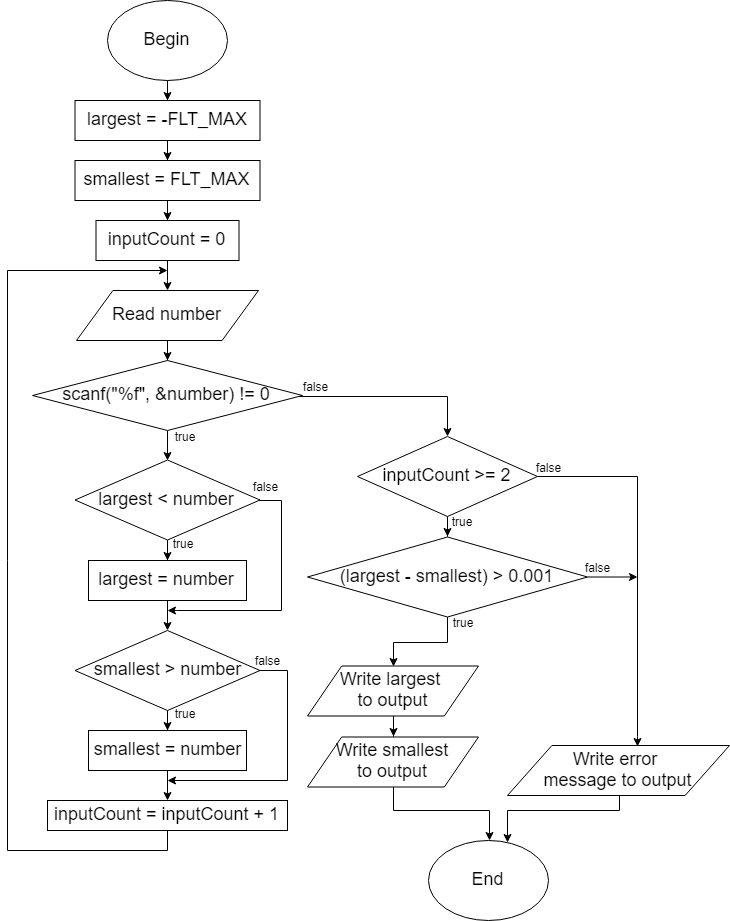 Begin
largest = -FLT_MAX
smallest = FLT_MAX
inputCount = 0
Read number
scanf("%f", &number) != 0
false
true
largest < number
false
true
largest = number
smallest > number
false
true
smallest = number
inputCount = inputCount + 1
inputCount >= 2
false
true
(largest - smallest) > 0.001
false
true
Write largest
to output
Write smallest
to output
Write error
message to output
End